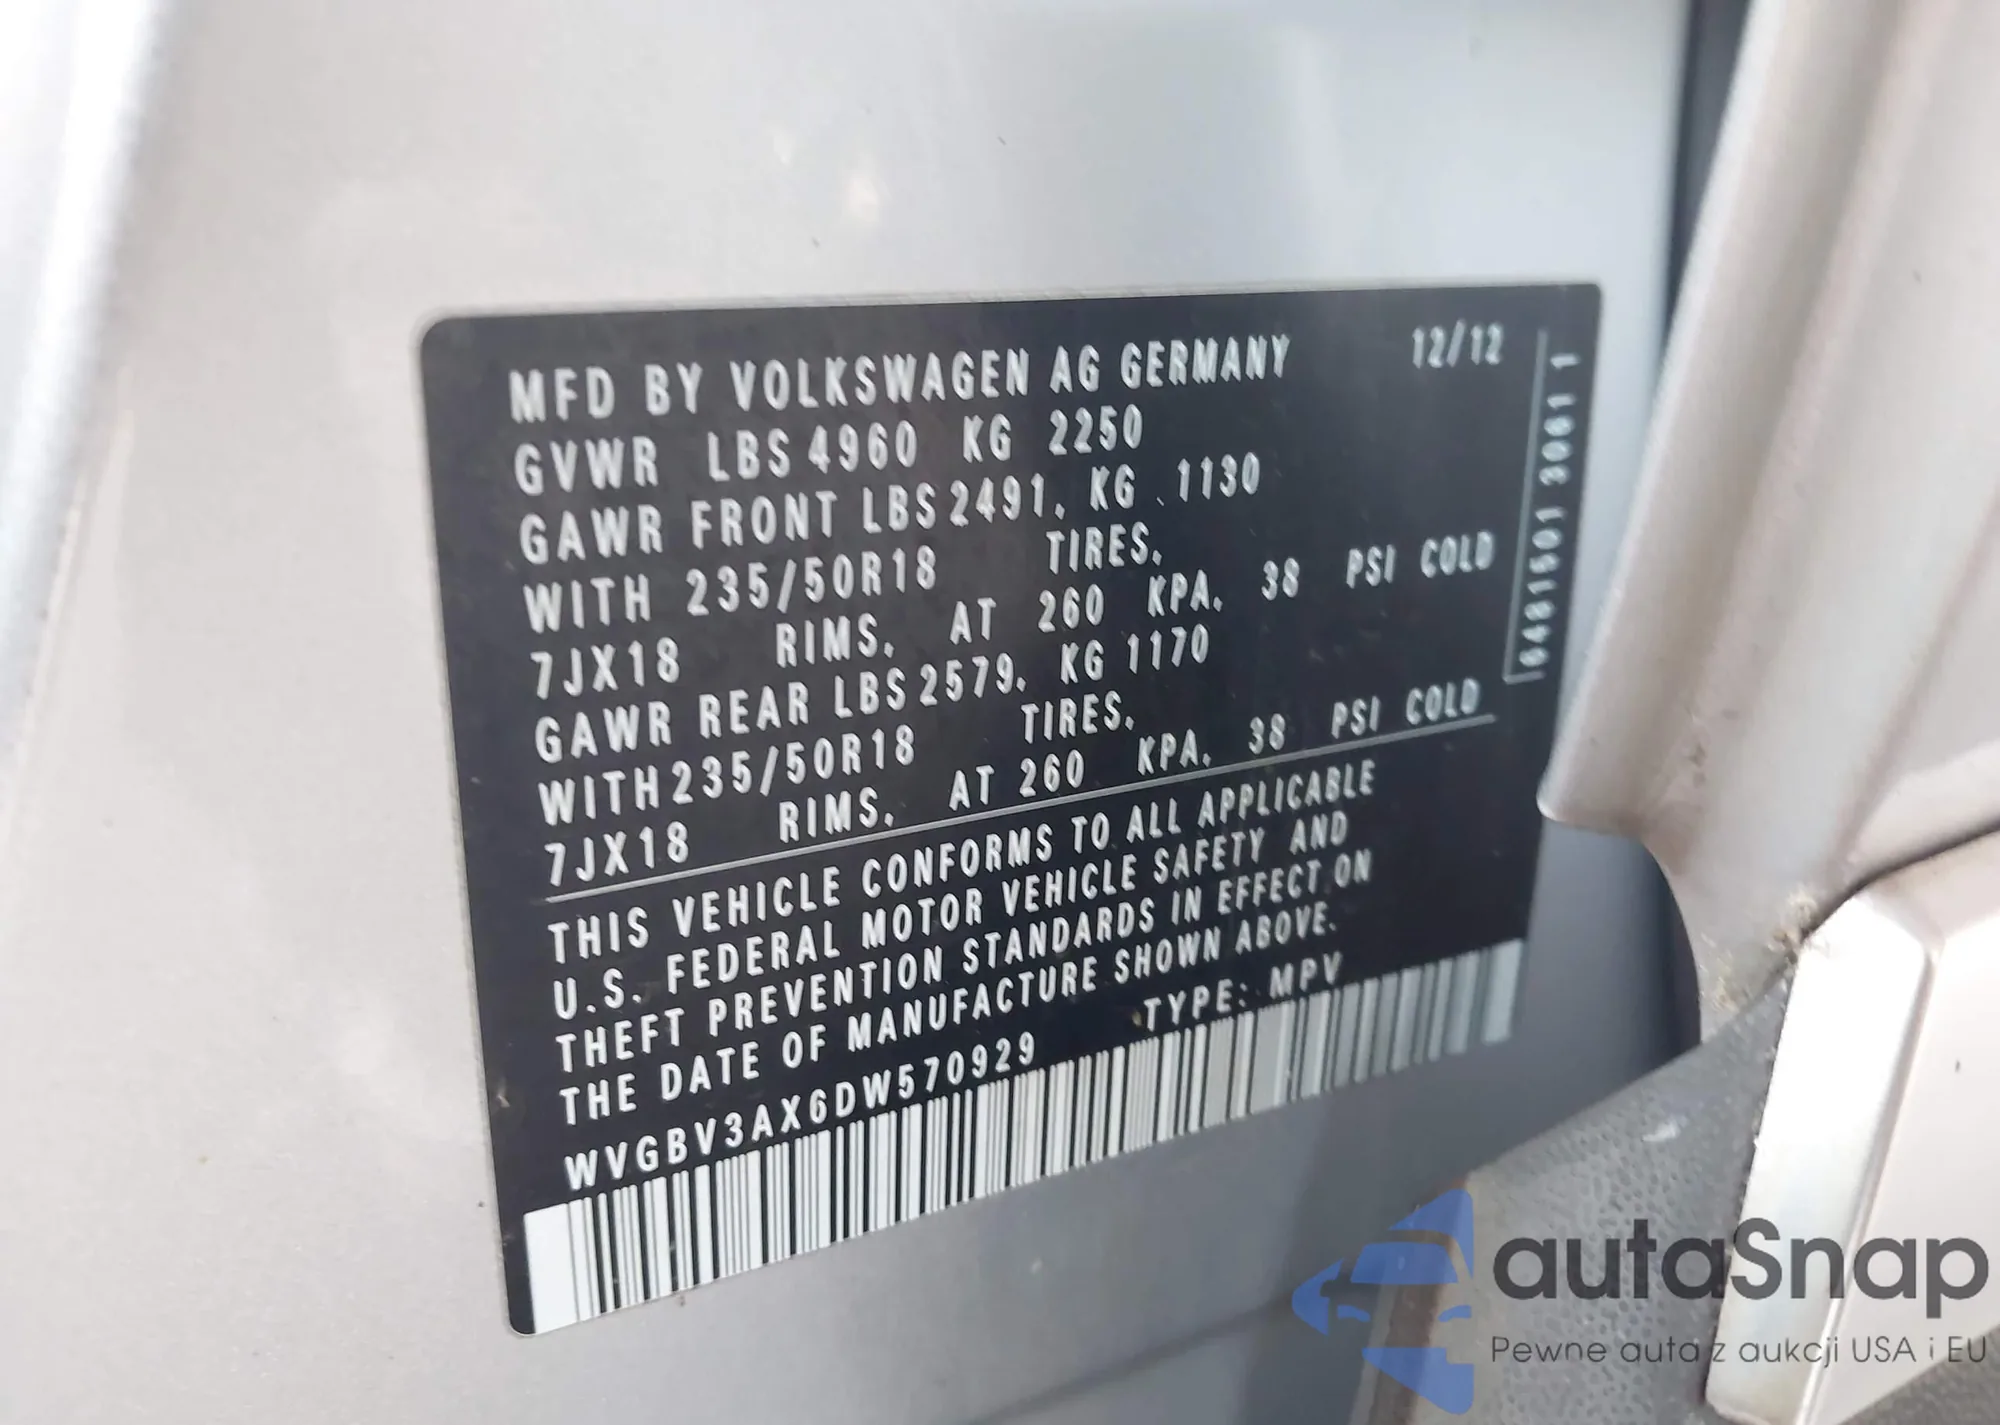 MFD BY VOLKSWAGEN AG GERMANY 12/12
GVWR LBS 4960 KG 2250
GAWR FRONT LBS 2491, KG 1130
WITH 235/50R18 TIRES,
7JX18 RIMS, AT 260 KPA, 38 PSI COLD
GAWR REAR LBS 2579, KG 1170
WITH 235/50R18 TIRES,
7JX18 RIMS, AT 260 KPA, 38 PSI COLD
THIS VEHICLE CONFORMS TO ALL APPLICABLE
U.S. FEDERAL MOTOR VEHICLE SAFETY AND
THEFT PREVENTION STANDARDS IN EFFECT ON
THE DATE OF MANUFACTURE SHOWN ABOVE.
WVGBV3AX6DW570929 TYPE: MPV
3061 1
autaSnap
Pewne auta z aukcji USA i EU